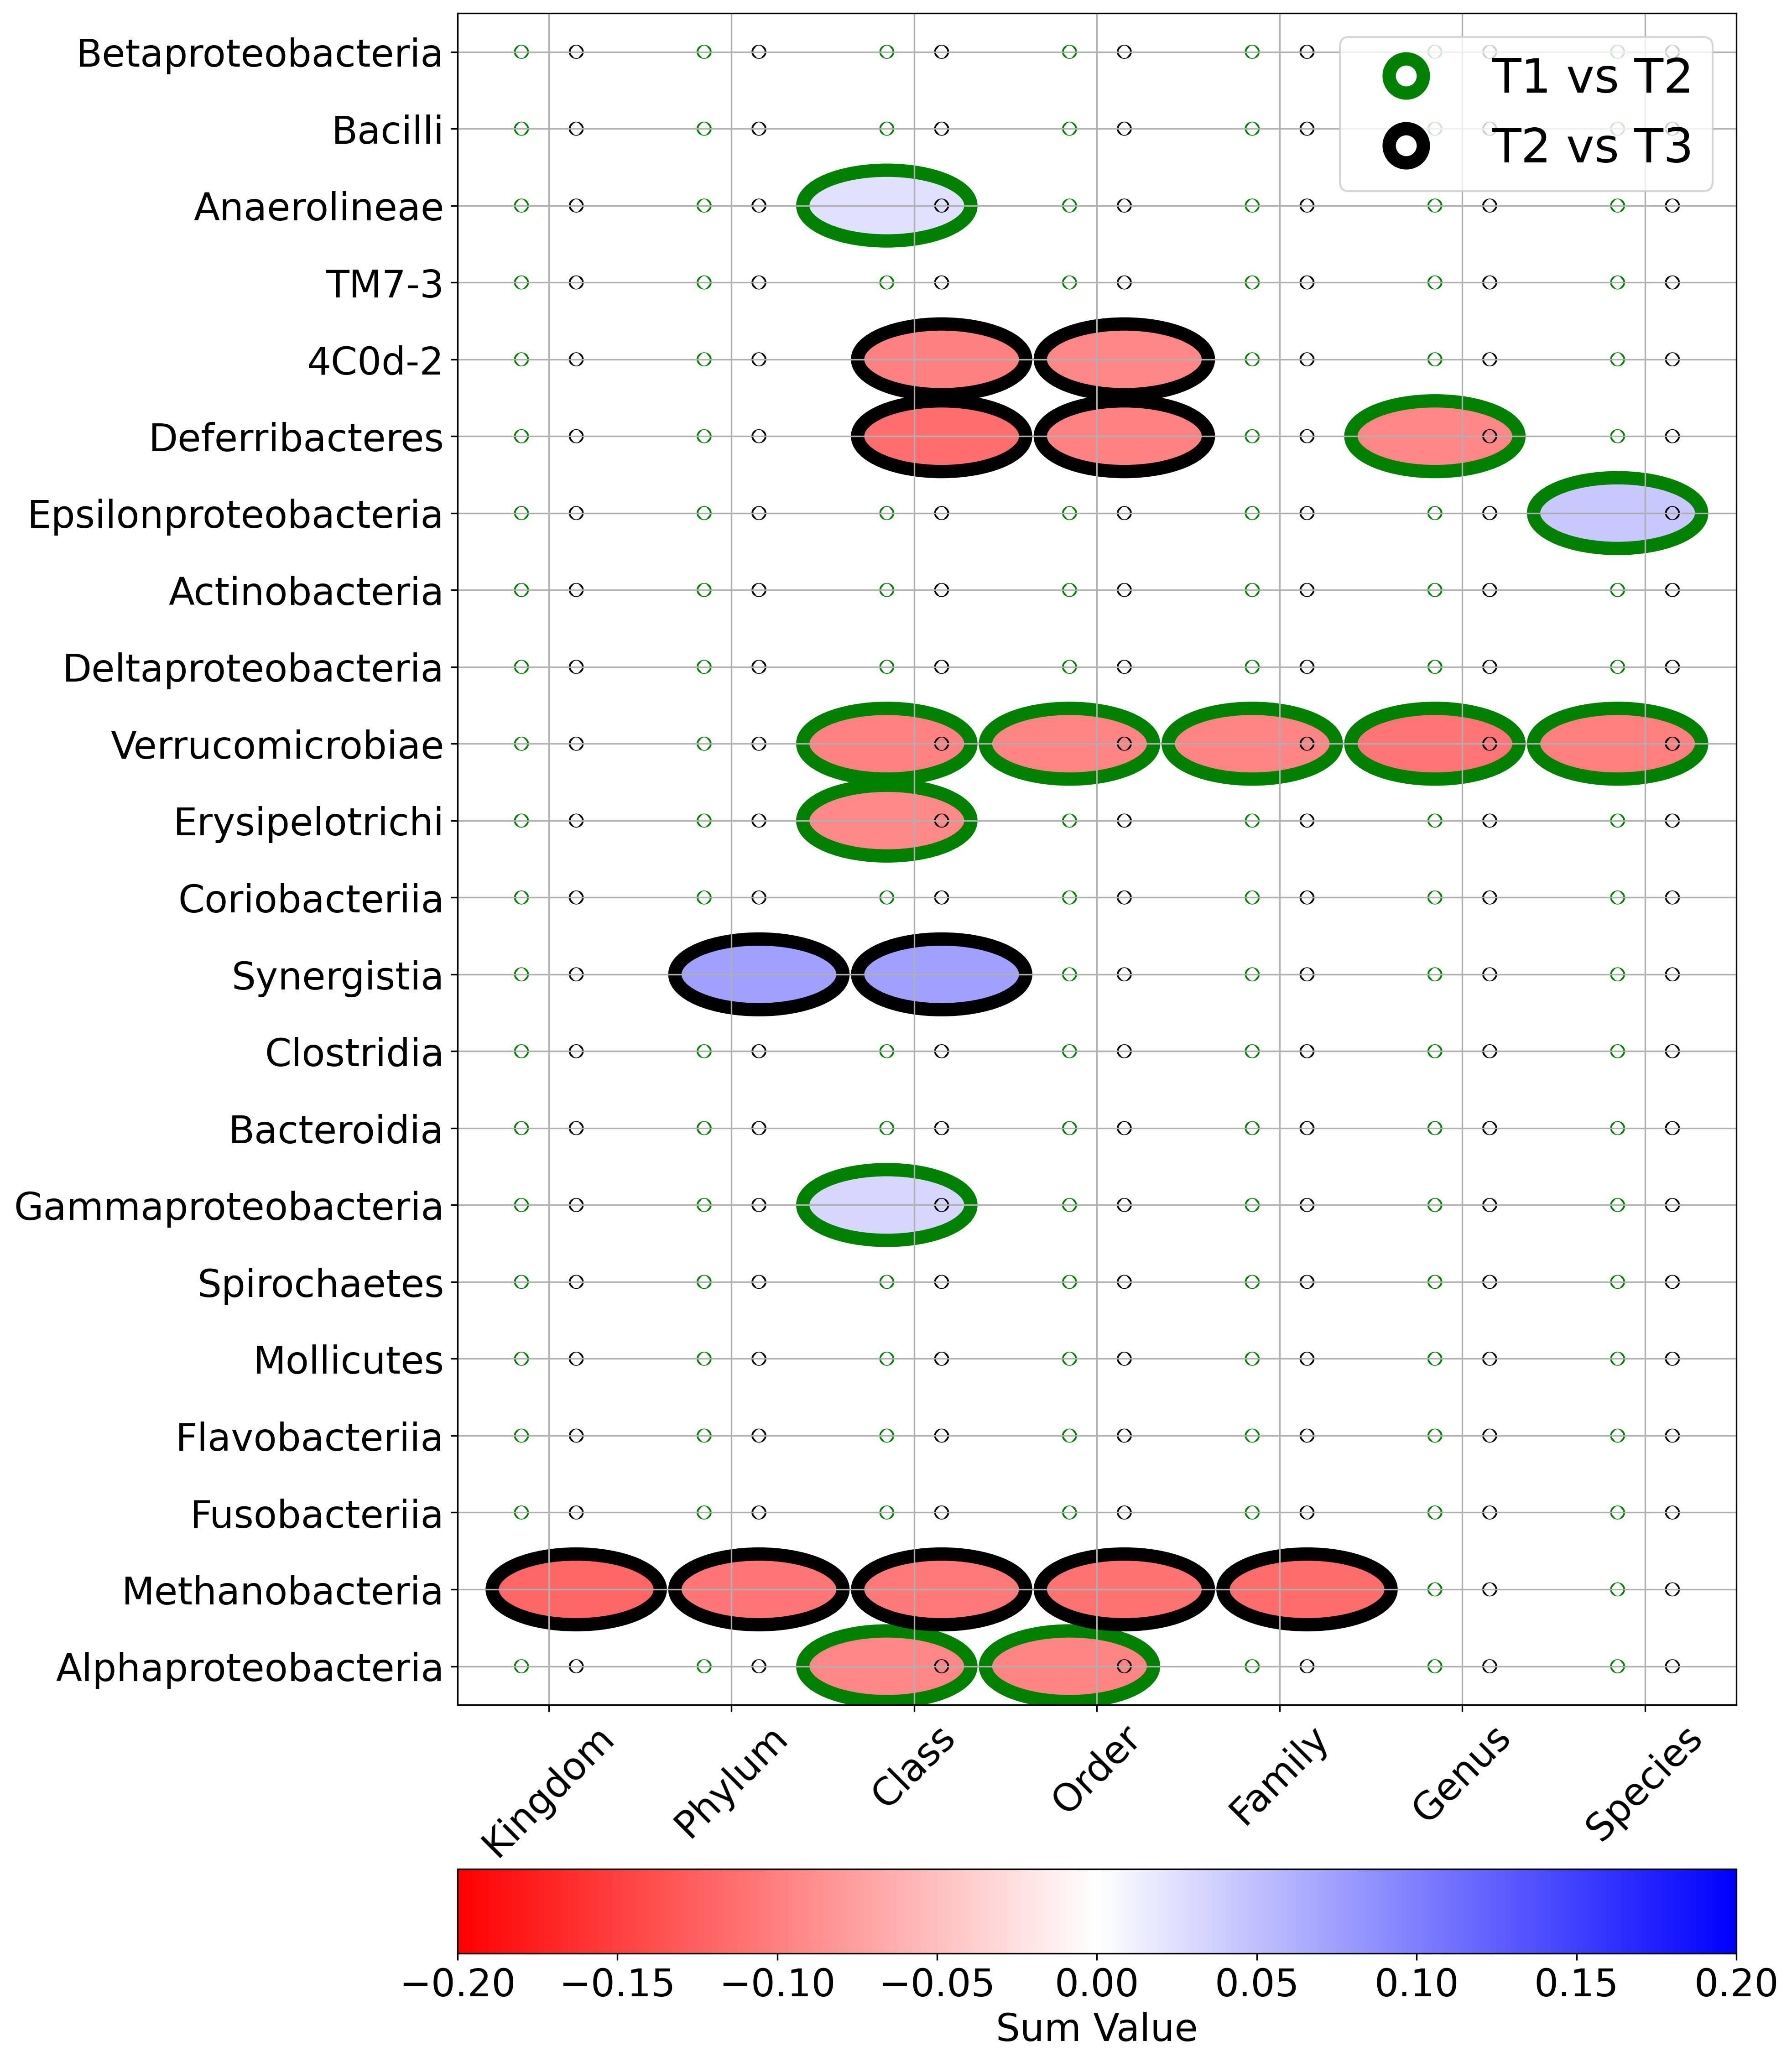 Betaproteobacteria
Bacilli
Anaerolineae
TM7-3
4C0d-2
Deferribacteres
Epsilonproteobacteria
Actinobacteria
Deltaproteobacteria
Verrucomicrobiae
Erysipelotrichi
Coriobacteriia
Synergistia
Clostridia
Bacteroidia
Gammaproteobacteria
Spirochaetes
Mollicutes
Flavobacteriia
Fusobacteriia
Methanobacteria
Alphaproteobacteria
T1 vs T2
T2 vs T3
Kingdom Phylum Class Order Family Genus Species
−0.20 −0.15 −0.10 −0.05 0.00 0.05 0.10 0.15 0.20
Sum Value